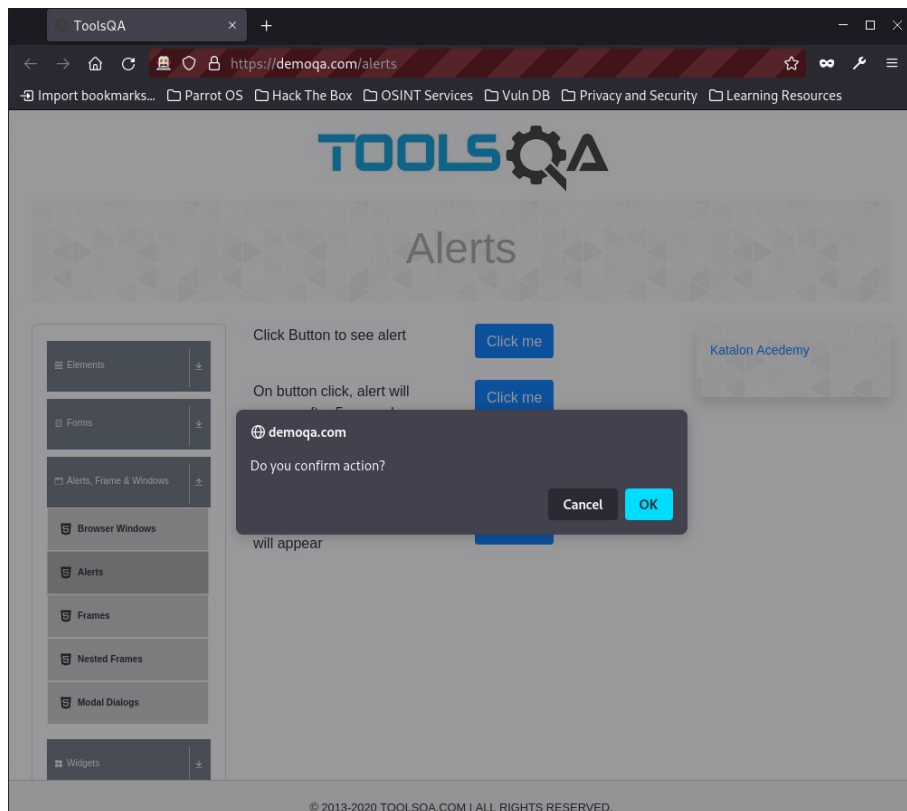 ToolsQA
https://demoqa.com/alerts
Import bookmarks... Parrot OS Hack The Box OSINT Services Vuln DB Privacy and Security Learning Resources
TOOLSQA
Alerts
Elements
Forms
Alerts, Frame & Windows
Browser Windows
Alerts
Frames
Nested Frames
Modal Dialogs
Widgets
Click Button to see alert
Click me
On button click, alert will
Click me
demoqa.com
Do you confirm action?
Cancel OK
will appear
Katalon Acedemy
© 2013-2020 TOOLSQA.COM | ALL RIGHTS RESERVED.